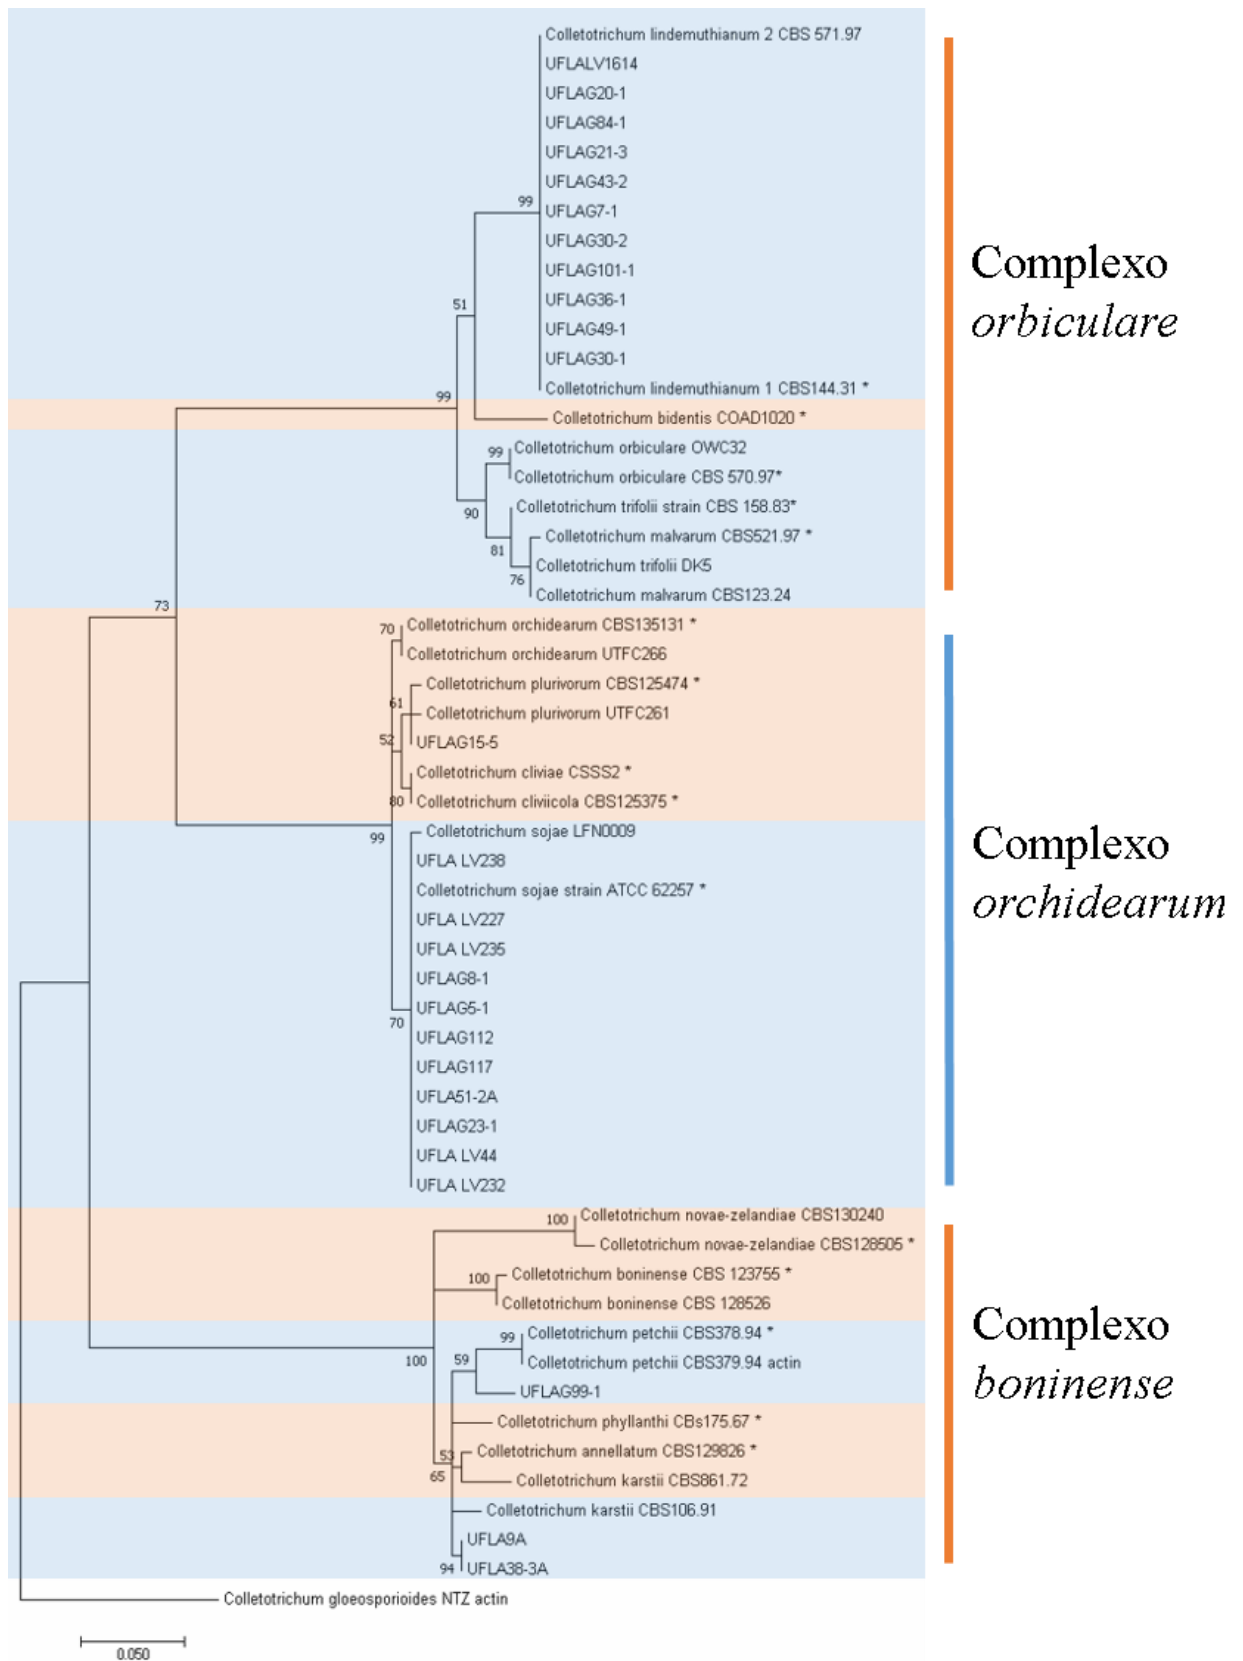 Colletotrichum lindemuthianum 2 CBS 571.97
UFLALV1614
UFLAG20-1
UFLAG84-1
UFLAG21-3
UFLAG43-2
99
UFLAG7-1
UFLAG30-2
UFLAG101-1
UFLAG36-1
51
UFLAG49-1
UFLAG30-1
Colletotrichum lindemuthianum 1 CBS144.31 *
99
Colletotrichum bidentis COAD1020 *
Colletotrichum orbiculare OWC32
99
Colletotrichum orbiculare CBS 570.97*
Colletotrichum trifolii strain CBS 158.83*
90
Colletotrichum malvarum CBS521.97 *
81
Colletotrichum trifolii DK5
76
Colletotrichum malvarum CBS123.24
Complexo
orbiculare
73
Colletotrichum orchidearum CBS135131 *
70
Colletotrichum orchidearum UTFC266
Colletotrichum plurivorum CBS125474 *
61
Colletotrichum plurivorum UTFC261
52
UFLAG15-5
Colletotrichum cliviae CSSS2 *
80
Colletotrichum cliviicola CBS125375 *
99
Colletotrichum sojae LFN0009
UFLA LV238
Colletotrichum sojae strain ATCC 62257 *
UFLA LV227
UFLA LV235
UFLAG8-1
UFLAG5-1
70
UFLAG112
UFLAG117
UFLA51-2A
UFLAG23-1
UFLA LV44
UFLA LV232
Complexo
orchidearum
Colletotrichum novae-zelandiae CBS130240
100
Colletotrichum novae-zelandiae CBS128505 *
Colletotrichum boninense CBS 123755 *
100
Colletotrichum boninense CBS 128526
Colletotrichum petchii CBS378.94 *
99
Colletotrichum petchii CBS379.94 actin
100
59
UFLAG99-1
Colletotrichum phyllanthi CBs175.67 *
Colletotrichum annellatum CBS129826 *
53
65
Colletotrichum karstii CBS861.72
Colletotrichum karstii CBS106.91
UFLA9A
94
UFLA38-3A
Complexo
boninense
Colletotrichum gloeosporioides NTZ actin
0.050